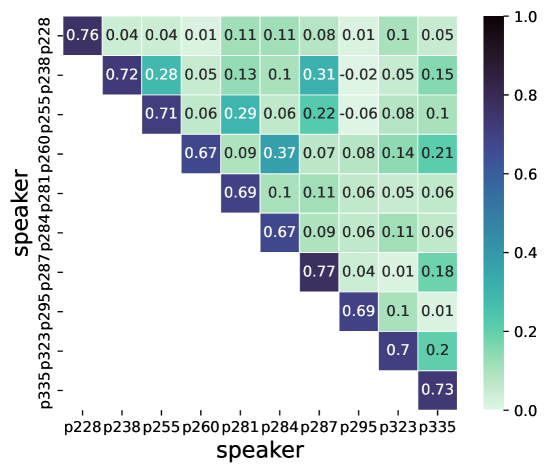 p228 0.76 0.04 0.04 0.01 0.11 0.11 0.08 0.01 0.1 0.05
p238 0.72 0.28 0.05 0.13 0.1 0.31 -0.02 0.05 0.15
p255 0.71 0.06 0.29 0.06 0.22 -0.06 0.08 0.1
p260 0.67 0.09 0.37 0.07 0.08 0.14 0.21
p281 0.69 0.1 0.11 0.06 0.05 0.06
p284 0.67 0.09 0.06 0.11 0.06
p287 0.77 0.04 0.01 0.18
p295 0.69 0.1 0.01
p323 0.7 0.2
p335 0.73
speaker
p228 p238 p255 p260 p281 p284 p287 p295 p323 p335
speaker
1.0
0.8
0.6
0.4
0.2
0.0